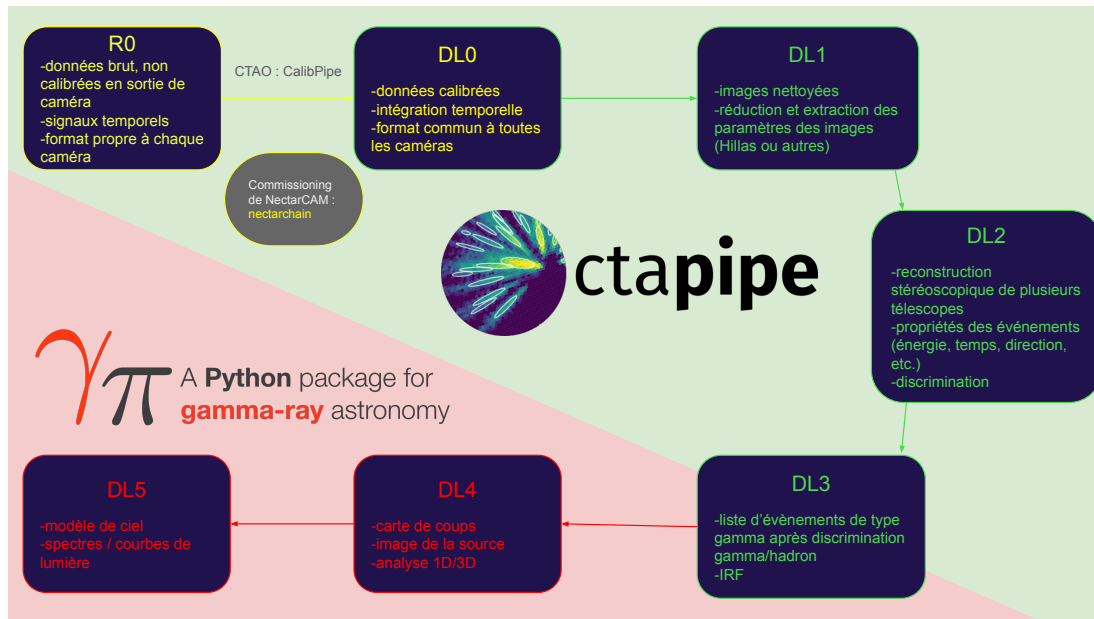 R0
-données brut, non
calibrées en sortie de
caméra
-signaux temporels
-format propre à chaque
caméra
CTAO : CalibPipe
Commissioning
de NectarCAM :
nectarchain
DL0
-données calibrées
-intégration temporelle
-format commun à toutes
les caméras
DL1
-images nettoyées
-réduction et extraction des
paramètres des images
(Hillas ou autres)
DL2
-reconstruction
stéréoscopique de plusieurs
télescopes
-propriétés des événements
(énergie, temps, direction,
etc.)
-discrimination
ctapipe
γπ
A Python package for
gamma-ray astronomy
DL3
-liste d'évènements de type
gamma après discrimination
gamma/hadron
-IRF
DL4
-carte de coups
-image de la source
-analyse 1D/3D
DL5
-modèle de ciel
-spectres / courbes de
lumière